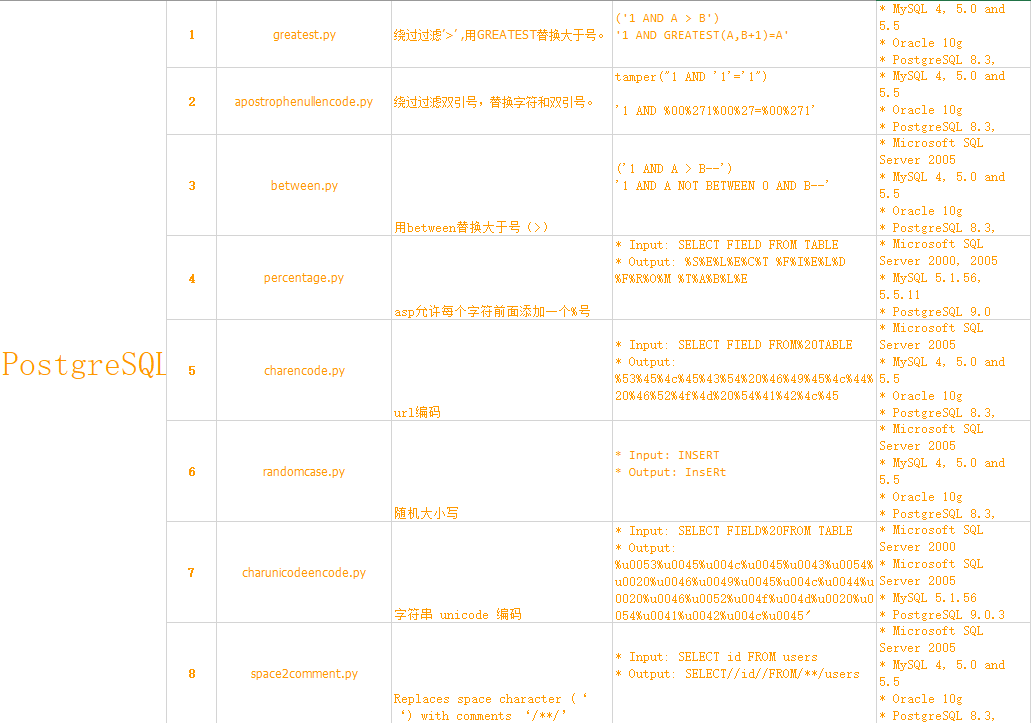 PostgreSQL
1
greatest.py
绕过过滤'>' ,用GREATEST替换大于号。
('1 AND A > B')
'1 AND GREATEST(A,B+1)=A'
* MySQL 4, 5.0 and
5.5
* Oracle 10g
* PostgreSQL 8.3,
2
apostrophenullencode.py
绕过过滤双引号，替换字符和双引号。
tamper("1 AND '1'='1")
'1 AND %00%271%00%27=%00%271'
* MySQL 4, 5.0 and
5.5
* Oracle 10g
* PostgreSQL 8.3,
3
between.py
用between替换大于号（>）
('1 AND A > B--')
'1 AND A NOT BETWEEN 0 AND B--'
* Microsoft SQL
Server 2005
* MySQL 4, 5.0 and
5.5
* Oracle 10g
* PostgreSQL 8.3,
4
percentage.py
asp允许每个字符前面添加一个%号
* Input: SELECT FIELD FROM TABLE
* Output: %S%E%L%E%C%T %F%I%E%L%D
%F%R%O%M %T%A%B%L%E
* Microsoft SQL
Server 2000, 2005
* MySQL 5.1.56,
5.5.11
* PostgreSQL 9.0
5
charencode.py
url编码
* Input: SELECT FIELD FROM%20TABLE
* Output:
%53%45%4c%45%43%54%20%46%49%45%4c%44%
20%46%52%4f%4d%20%54%41%42%4c%45
* Microsoft SQL
Server 2005
* MySQL 4, 5.0 and
5.5
* Oracle 10g
* PostgreSQL 8.3,
6
randomcase.py
随机大小写
* Input: INSERT
* Output: InsERt
* Microsoft SQL
Server 2005
* MySQL 4, 5.0 and
5.5
* Oracle 10g
* PostgreSQL 8.3,
7
charunicodeencode.py
字符串 unicode 编码
* Input: SELECT FIELD%20FROM TABLE
* Output:
%u0053%u0045%u004c%u0045%u0043%u0054%
u0020%u0046%u0049%u0045%u004c%u0044%u
0020%u0046%u0052%u004f%u004d%u0020%u0
054%u0041%u0042%u004c%u0045′
* Microsoft SQL
Server 2000
* Microsoft SQL
Server 2005
* MySQL 5.1.56
* PostgreSQL 9.0.3
8
space2comment.py
Replaces space character (‘
‘) with comments ‘/**/’
* Input: SELECT id FROM users
* Output: SELECT//id//FROM/**/users
* Microsoft SQL
Server 2005
* MySQL 4, 5.0 and
5.5
* Oracle 10g
* PostgreSQL 8.3,